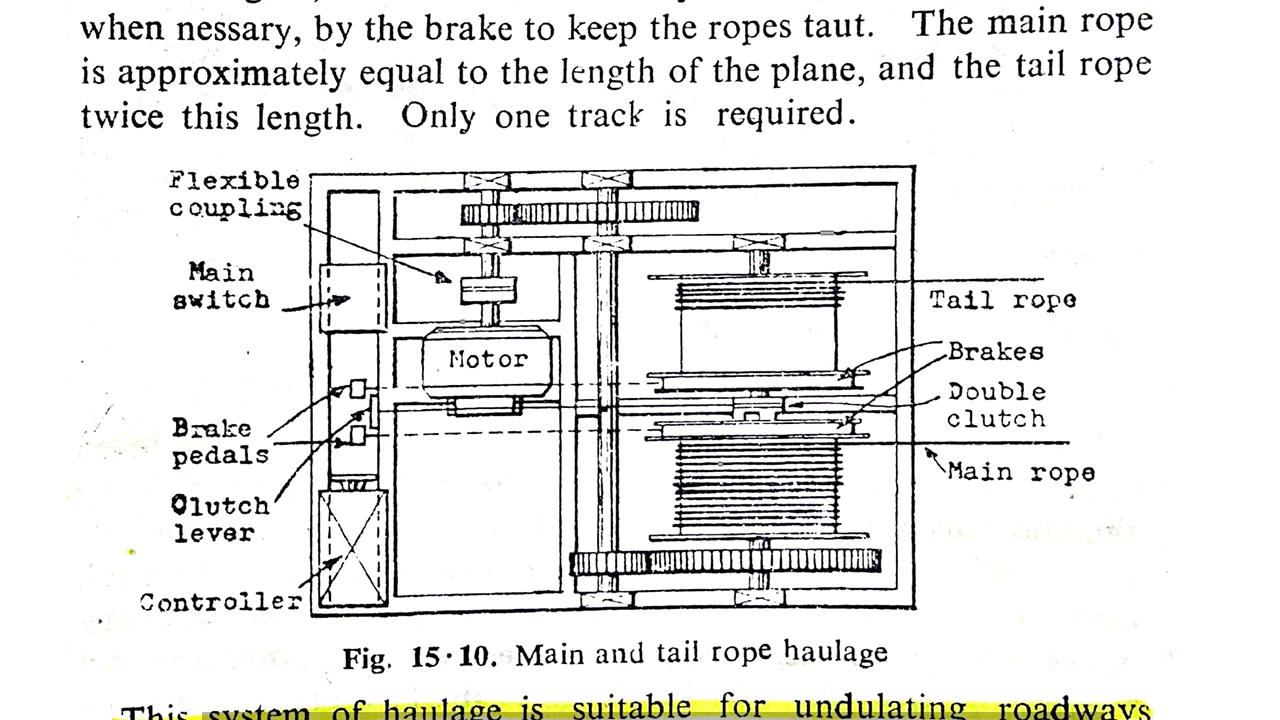 when nessary, by the brake to keep the ropes taut. The main rope
is approximately equal to the length of the plane, and the tail rope
twice this length. Only one track is required.
Flexible
coupling
Main
switch
Motor
Tail rope
Brakes
Double
clutch
Brake
pedals
Main rope
Clutch
lever
Controller
Fig. 15·10. Main and tail rope haulage
This system of haulage is suitable for undulating roadways